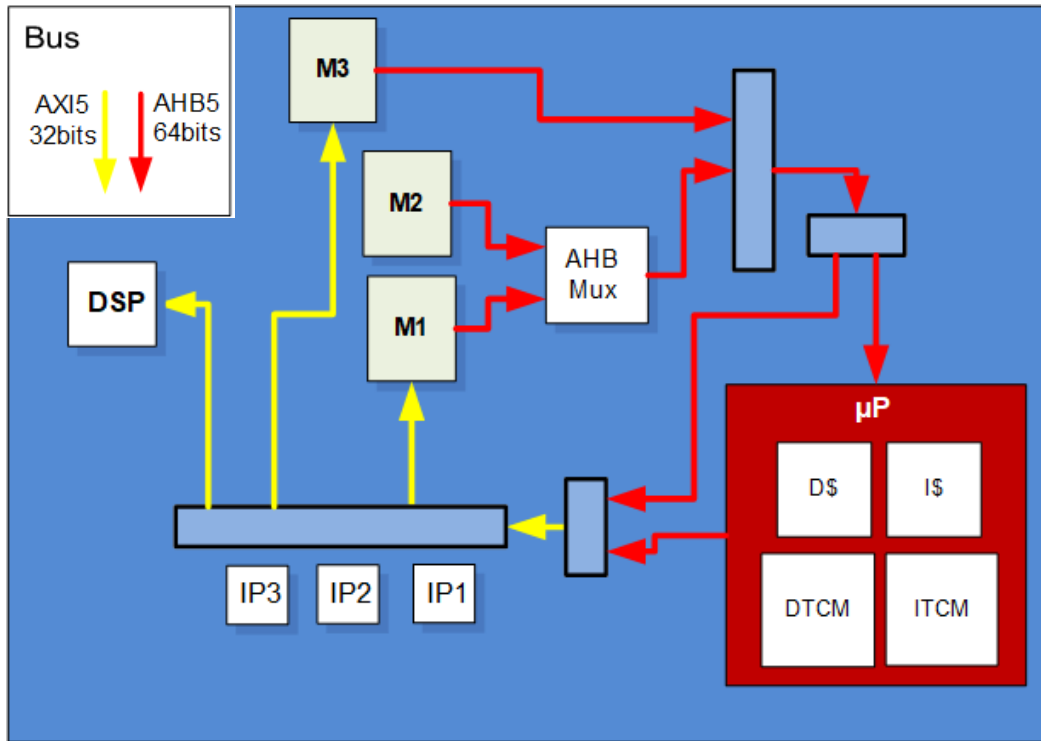 Bus
AXI5
32bits
AHB5
64bits
M3
M2
AHB
Mux
DSP
M1
µP
D$
I$
IP3
IP2
IP1
DTCM
ITCM